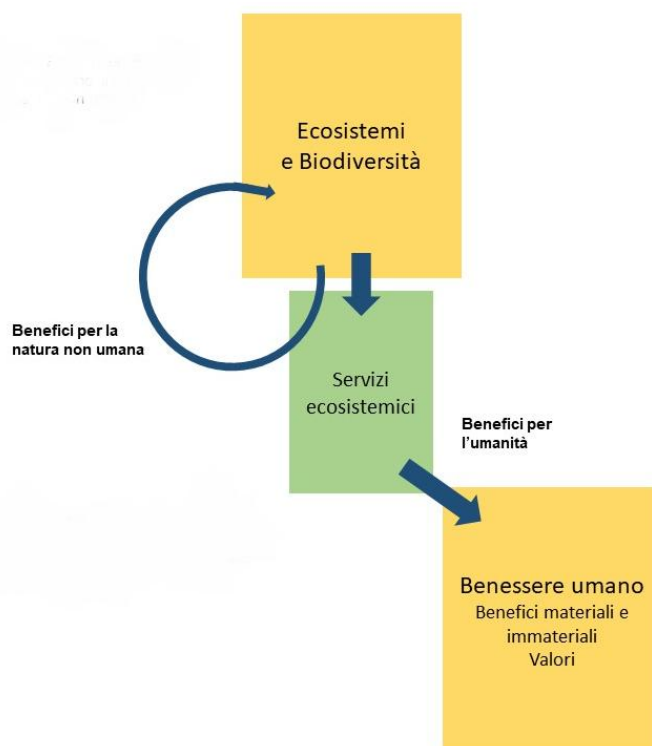 Ecosistemi
e Biodiversità
Benefici per la
natura non umana
Servizi
ecosistemici
Benefici per
l'umanità
Benessere umano
Benefici materiali e
immateriali
Valori